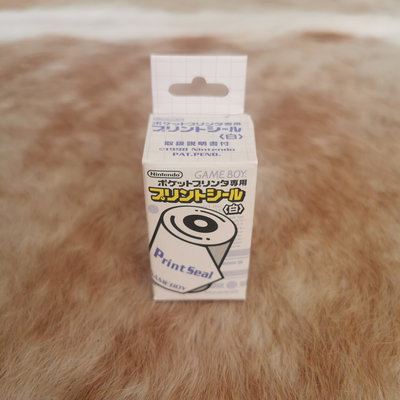 Nintendo
ポケットプリンタ専用
プリントシール
〈白〉
取扱説明書付
©1998 Nintendo
PAT.PEND.
Nintendo
GAME BOY
ポケットプリンタ専用
プリントシール
〈白〉
Print Seal
GAMEBOY